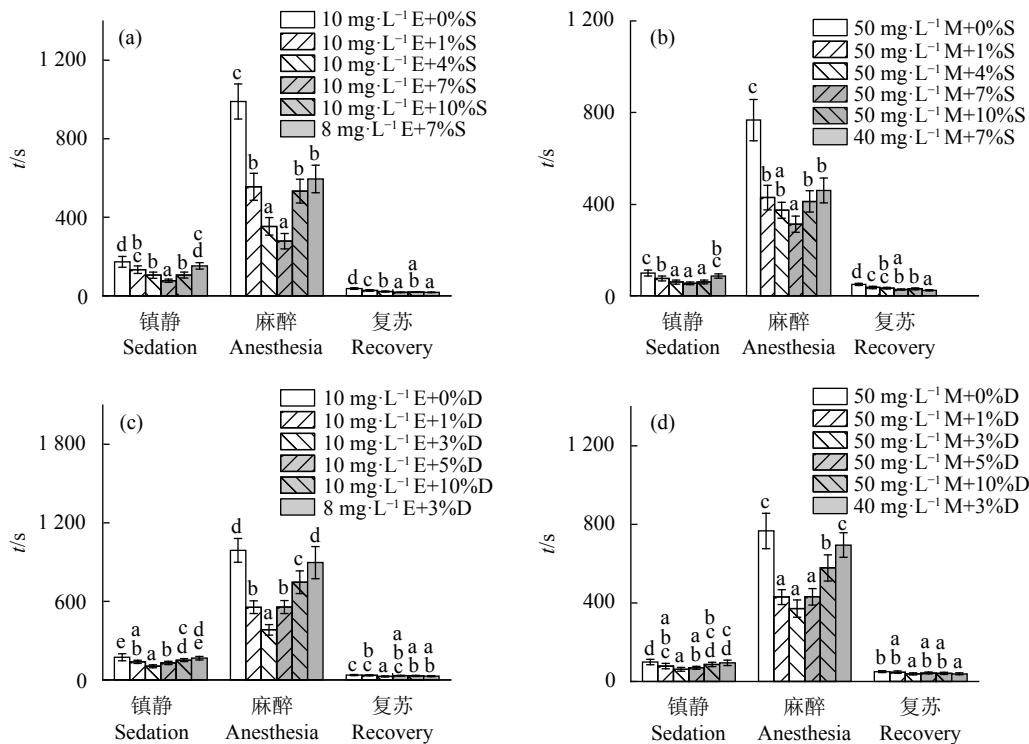 (a)
10 mg·L⁻¹ E+0%S
10 mg·L⁻¹ E+1%S
10 mg·L⁻¹ E+4%S
10 mg·L⁻¹ E+7%S
10 mg·L⁻¹ E+10%S
8 mg·L⁻¹ E+7%S
t/s
1 200
800
400
0
d b c b a b c d
c b a a b b
d c b a a b a
镇静 麻醉 复苏
Sedation Anesthesia Recovery
(b)
50 mg·L⁻¹ M+0%S
50 mg·L⁻¹ M+1%S
50 mg·L⁻¹ M+4%S
50 mg·L⁻¹ M+7%S
50 mg·L⁻¹ M+10%S
40 mg·L⁻¹ M+7%S
t/s
1 200
800
400
0
c b a a a b c
c b a b a b b
d c b c a b b a
镇静 麻醉 复苏
Sedation Anesthesia Recovery
(c)
10 mg·L⁻¹ E+0%D
10 mg·L⁻¹ E+1%D
10 mg·L⁻¹ E+3%D
10 mg·L⁻¹ E+5%D
10 mg·L⁻¹ E+10%D
8 mg·L⁻¹ E+3%D
t/s
1 800
1 200
600
0
e a b a b c d d e
d b a b c d
c b c a a b c a b a b
镇静 麻醉 复苏
Sedation Anesthesia Recovery
(d)
50 mg·L⁻¹ M+0%D
50 mg·L⁻¹ M+1%D
50 mg·L⁻¹ M+3%D
50 mg·L⁻¹ M+5%D
50 mg·L⁻¹ M+10%D
40 mg·L⁻¹ M+3%D
t/s
1 200
800
400
0
d a b c a a b b c d c d
c a a a b c
b a b a a b a b a
镇静 麻醉 复苏
Sedation Anesthesia Recovery